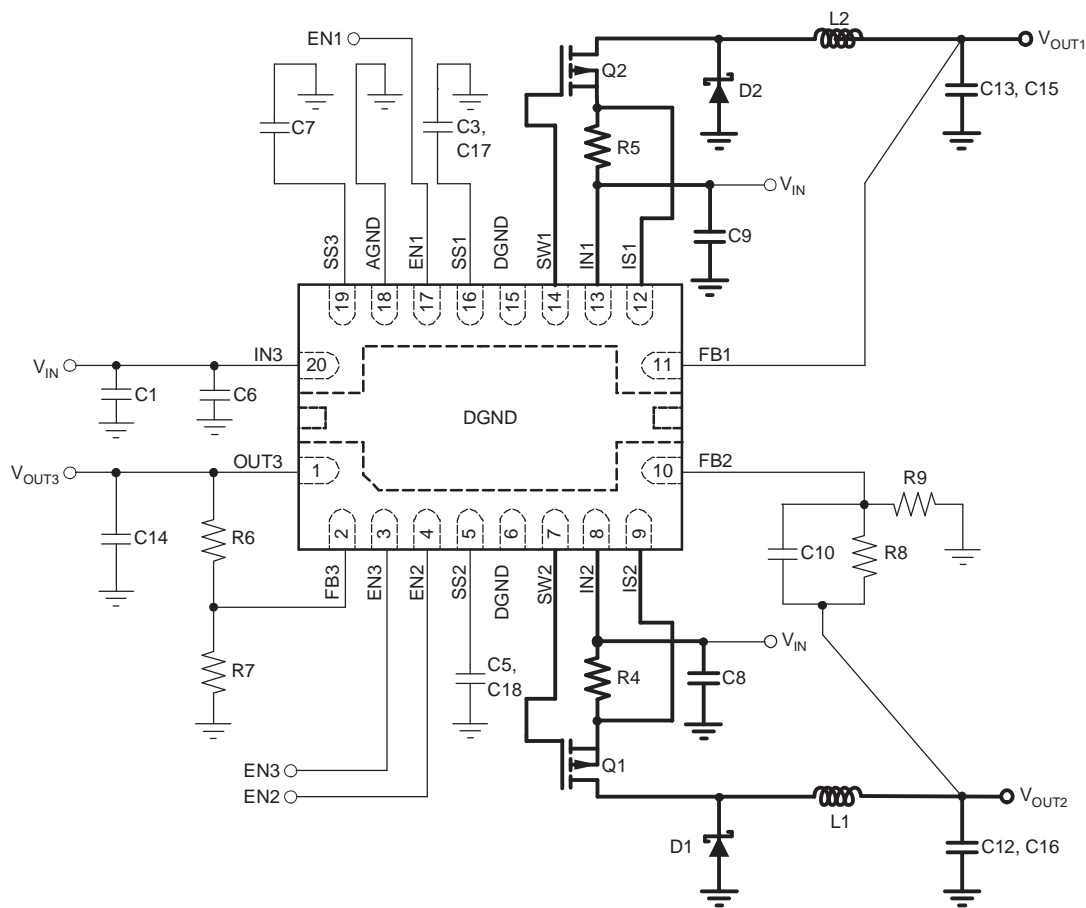 L2
EN1
VOUT1
Q2
D2
C13, C15
C7
C3,
C17
R5
VIN
C9
SS3
AGND
EN1
SS1
DGND
SW1
IN1
IS1
19
18
17
16
15
14
13
12
VIN
IN3
20
11
FB1
C1
C6
DGND
VOUT3
OUT3
1
10
FB2
R9
C14
R6
2
3
4
5
6
7
8
9
C10
R8
FB3
EN3
EN2
SS2
DGND
SW2
IN2
IS2
VIN
R7
C5,
C18
R4
C8
Q1
EN3
EN2
L1
VOUT2
D1
C12, C16